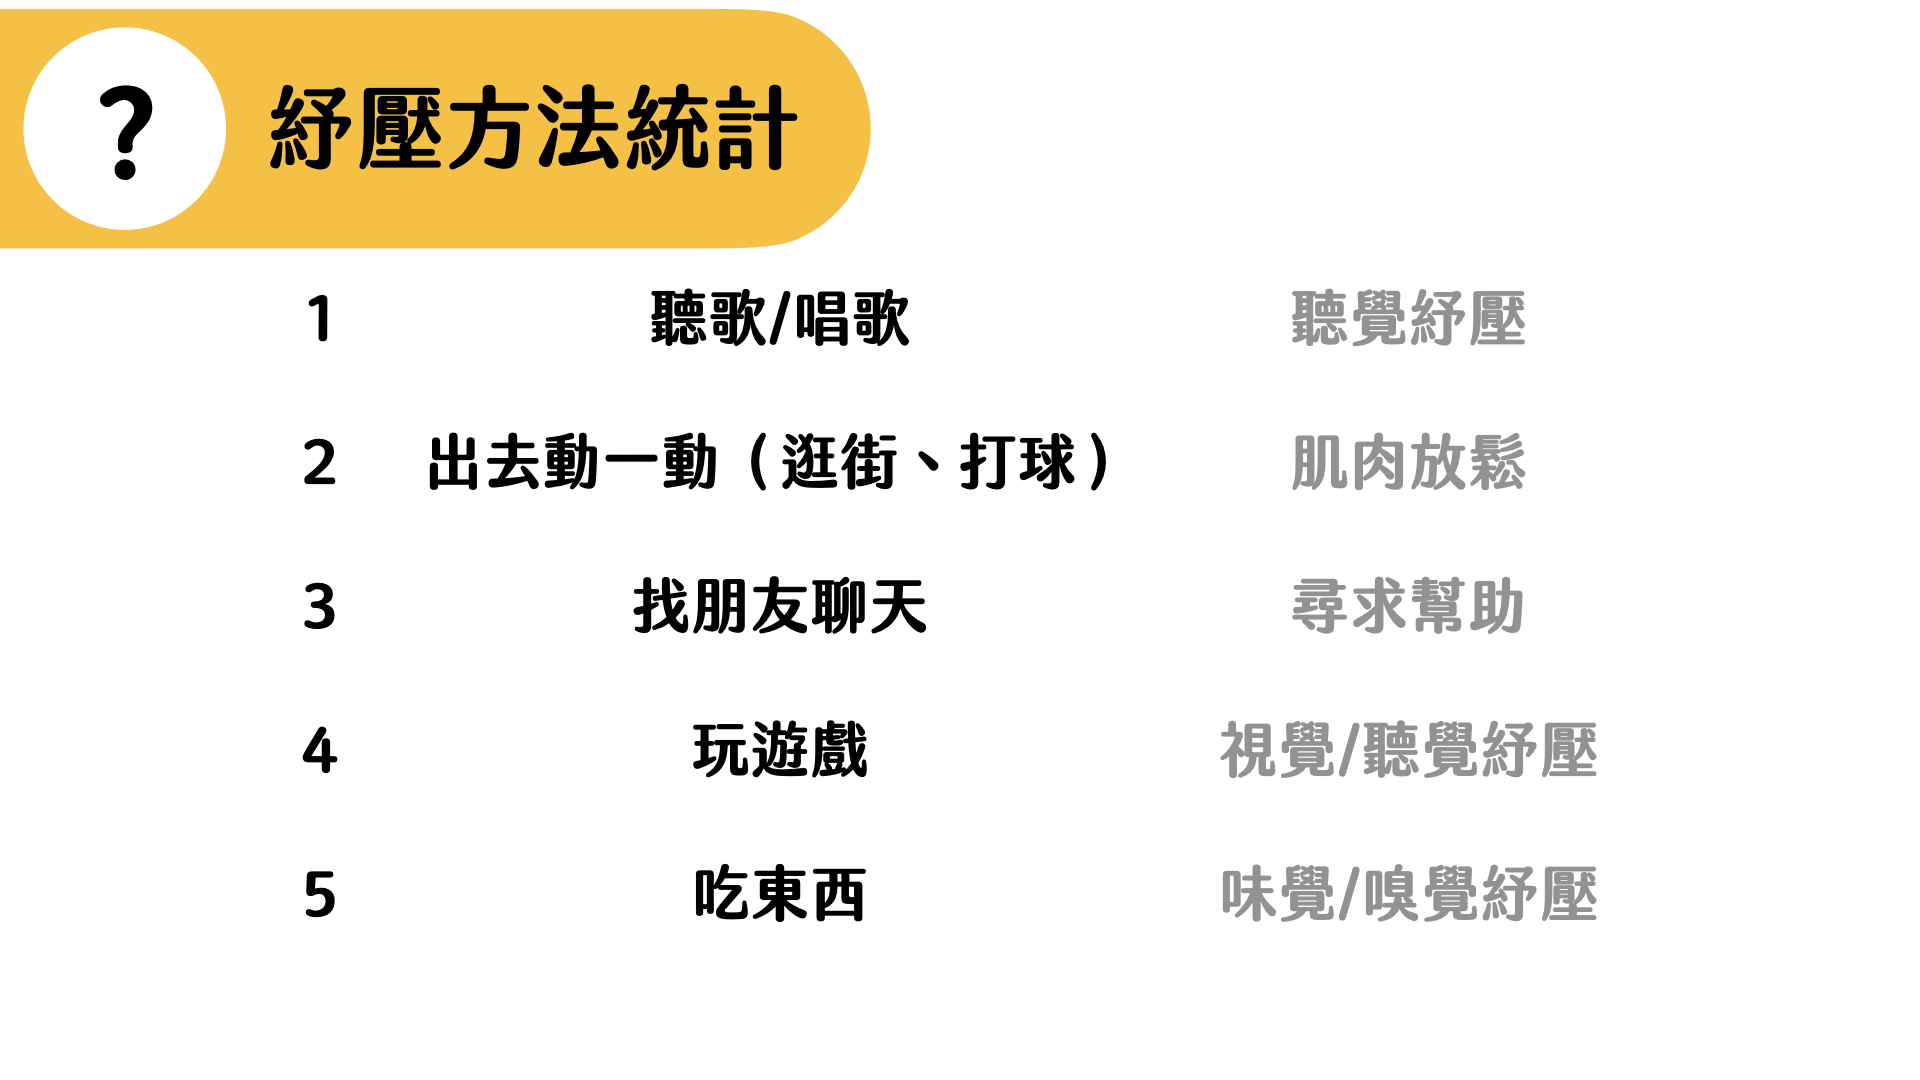 ?
紓壓方法統計
1 聽歌/唱歌 聽覺紓壓
2 出去動一動（逛街、打球） 肌肉放鬆
3 找朋友聊天 尋求幫助
4 玩遊戲 視覺/聽覺紓壓
5 吃東西 味覺/嗅覺紓壓